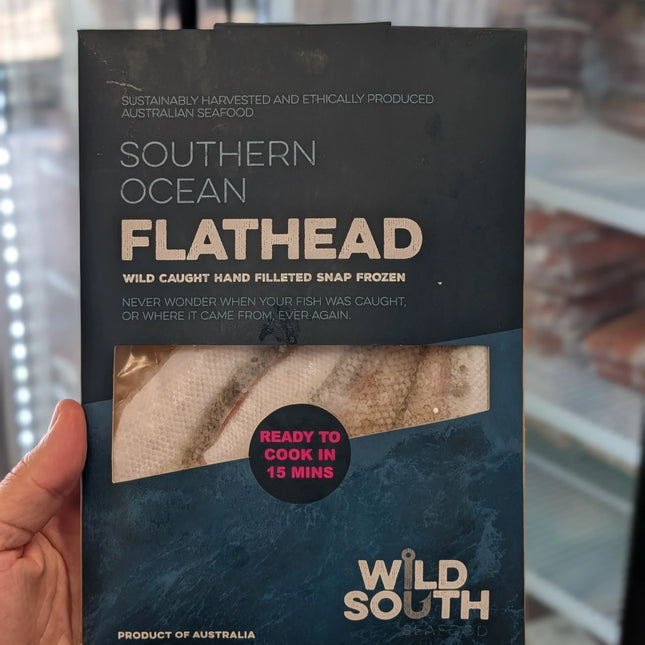 SUSTAINABLY HARVESTED AND ETHICALLY PRODUCED
AUSTRALIAN SEAFOOD
SOUTHERN
OCEAN
FLATHEAD
WILD CAUGHT HAND FILLETED SNAP FROZEN
NEVER WONDER WHEN YOUR FISH WAS CAUGHT,
OR WHERE IT CAME FROM, EVER AGAIN.
READY TO
COOK IN
15 MINS
WILD
SOUTH
SEAFOOD
PRODUCT OF AUSTRALIA